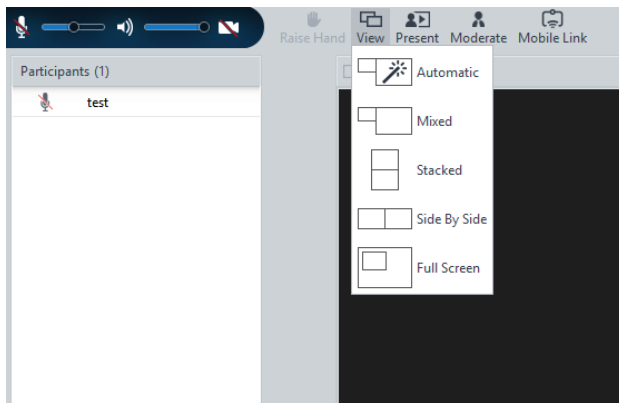 Raise Hand View Present Moderate Mobile Link
Participants (1)
test
Automatic
Mixed
Stacked
Side By Side
Full Screen